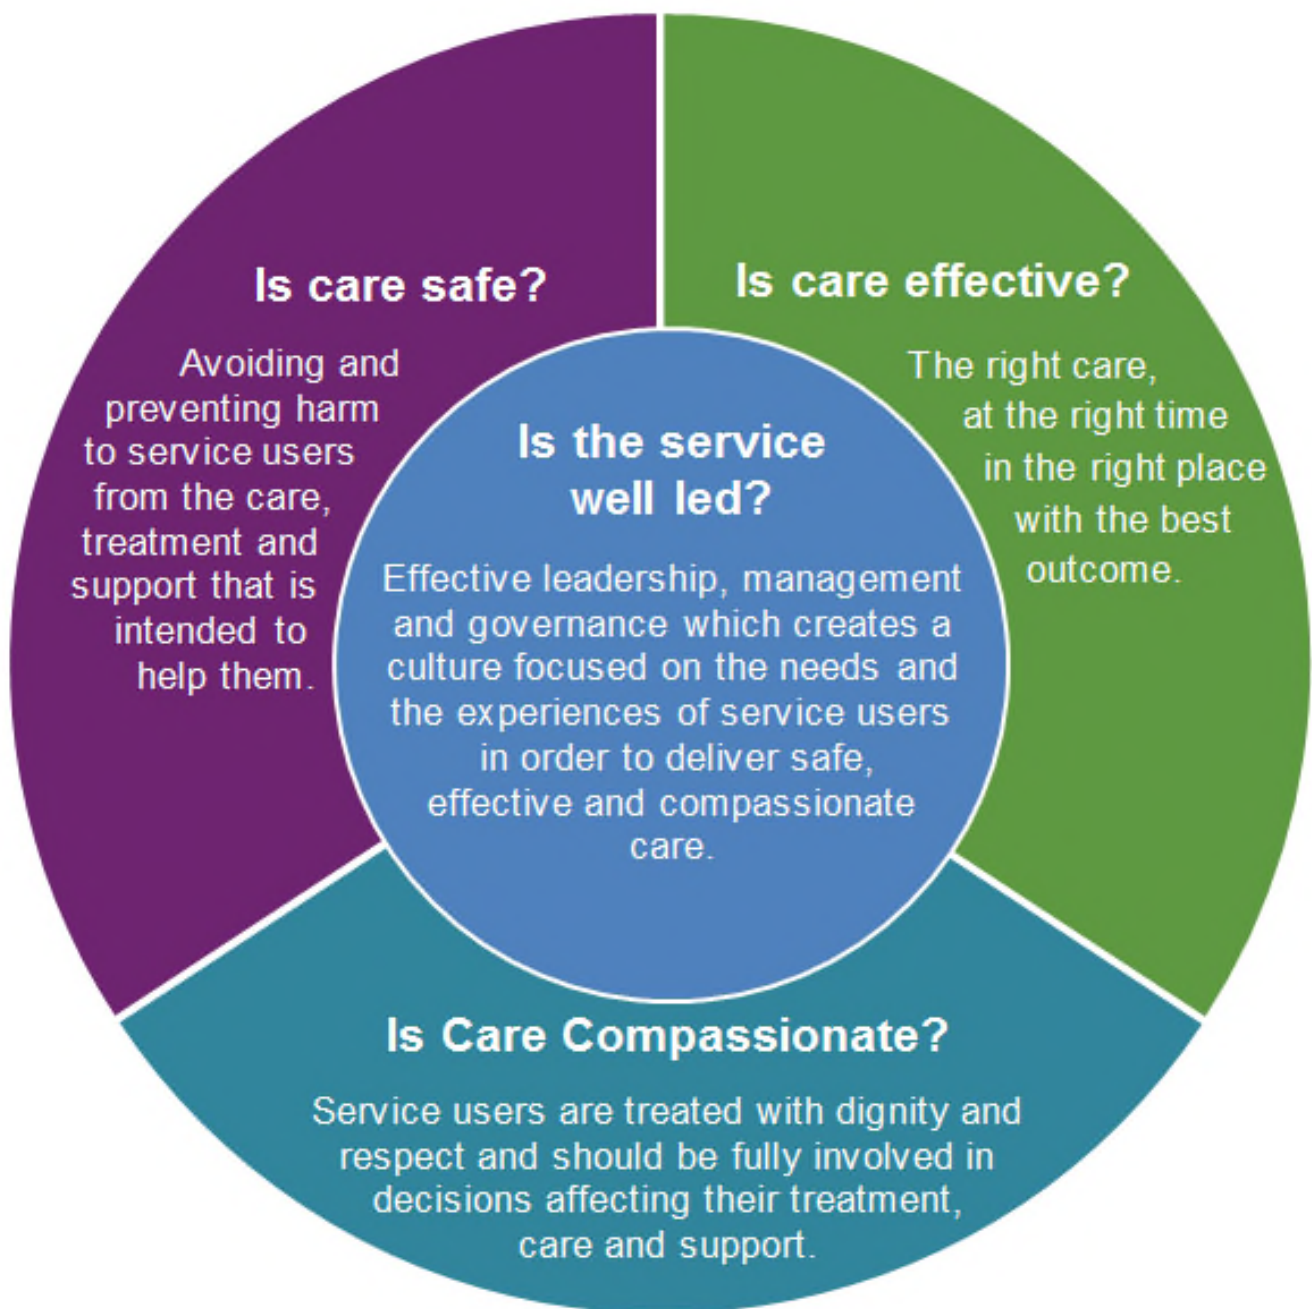 Is care safe?
Avoiding and
preventing harm
to service users
from the care,
treatment and
support that is
intended to
help them.
Is care effective?
The right care,
at the right time
in the right place
with the best
outcome.
Is the service
well led?
Effective leadership, management
and governance which creates a
culture focused on the needs and
the experiences of service users
in order to deliver safe,
effective and compassionate
care.
Is Care Compassionate?
Service users are treated with dignity and
respect and should be fully involved in
decisions affecting their treatment,
care and support.